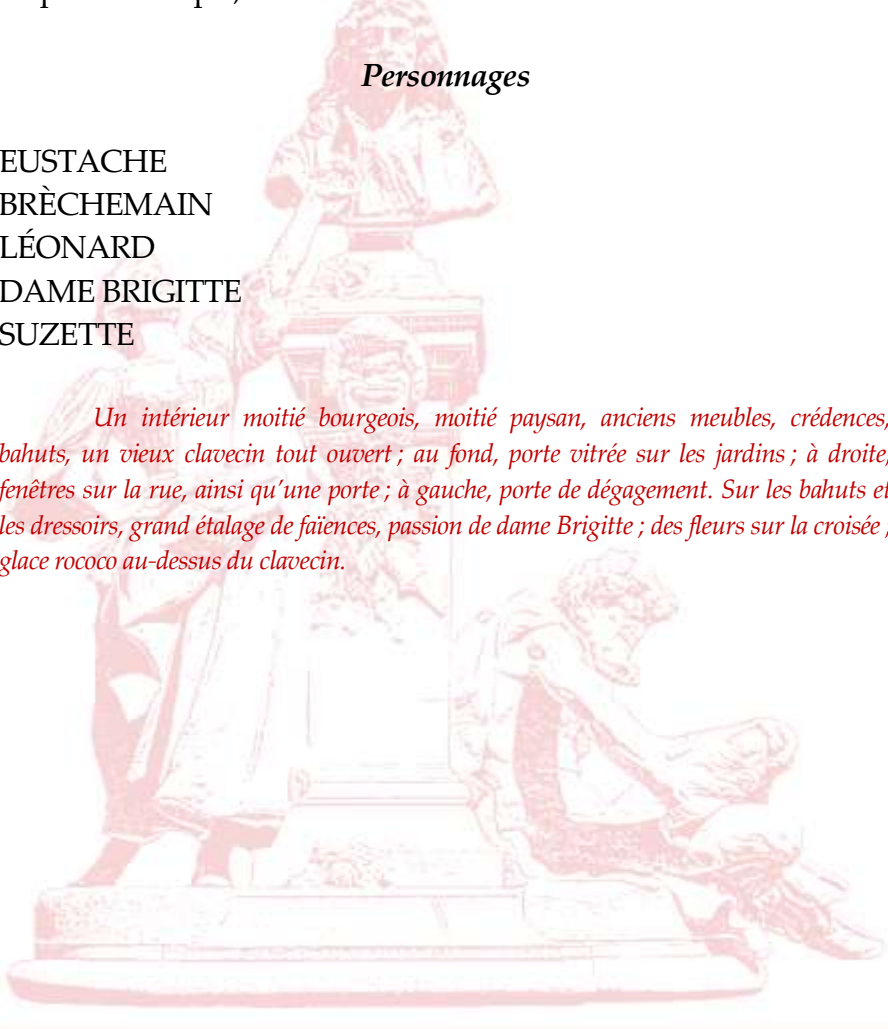 Personnages
EUSTACHE
BRÈCHEMAIN
LÉONARD
DAME BRIGITTE
SUZETTE
Un intérieur moitié bourgeois, moitié paysan, anciens meubles, crédences,
bahuts, un vieux clavecin tout ouvert ; au fond, porte vitrée sur les jardins ; à droite,
fenêtres sur la rue, ainsi qu’une porte ; à gauche, porte de dégagement. Sur les bahuts et
les dressoirs, grand étalage de faïences, passion de dame Brigitte ; des fleurs sur la croisée ;
glace rococo au-dessus du clavecin.